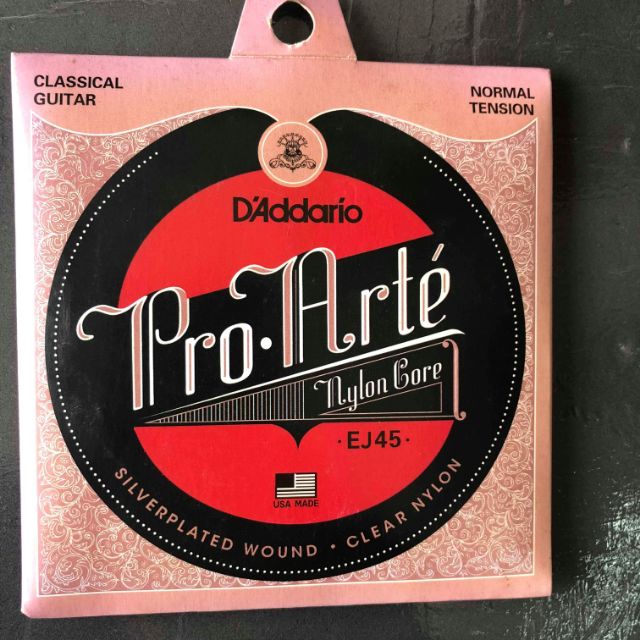 CLASSICAL
GUITAR
NORMAL
TENSION
D'Addario
Pro·Arté
Nylon Core
·EJ45·
USA MADE
SILVERPLATED WOUND · CLEAR NYLON